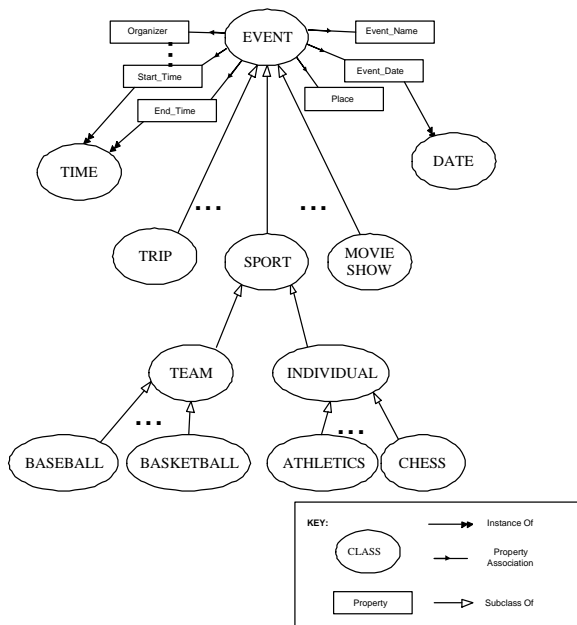 Organizer
EVENT
Event_Name
Start_Time
Event_Date
End_Time
Place
TIME
DATE
TRIP
SPORT
MOVIE
SHOW
TEAM
INDIVIDUAL
BASEBALL
BASKETBALL
ATHLETICS
CHESS
KEY:
CLASS
Instance Of
Property
Association
Property
Subclass Of